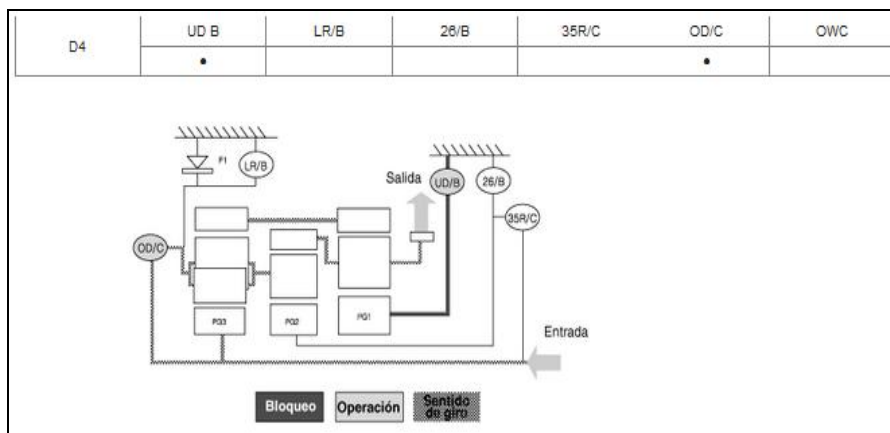 D4 UD B LR/B 26/B 35R/C OD/C OWC
• •
F1 LR/B
Salida UD/B 26/B
35R/C
OD/C
PG3 PG2 PG1
Entrada
Bloqueo Operación Sentido
de giro